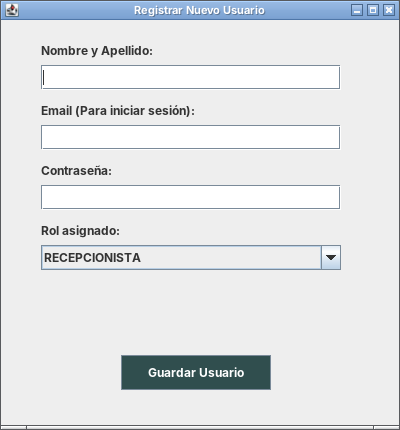 Registrar Nuevo Usuario
Nombre y Apellido:
Email (Para iniciar sesión):
Contraseña:
Rol asignado:
RECEPCIONISTA
Guardar Usuario